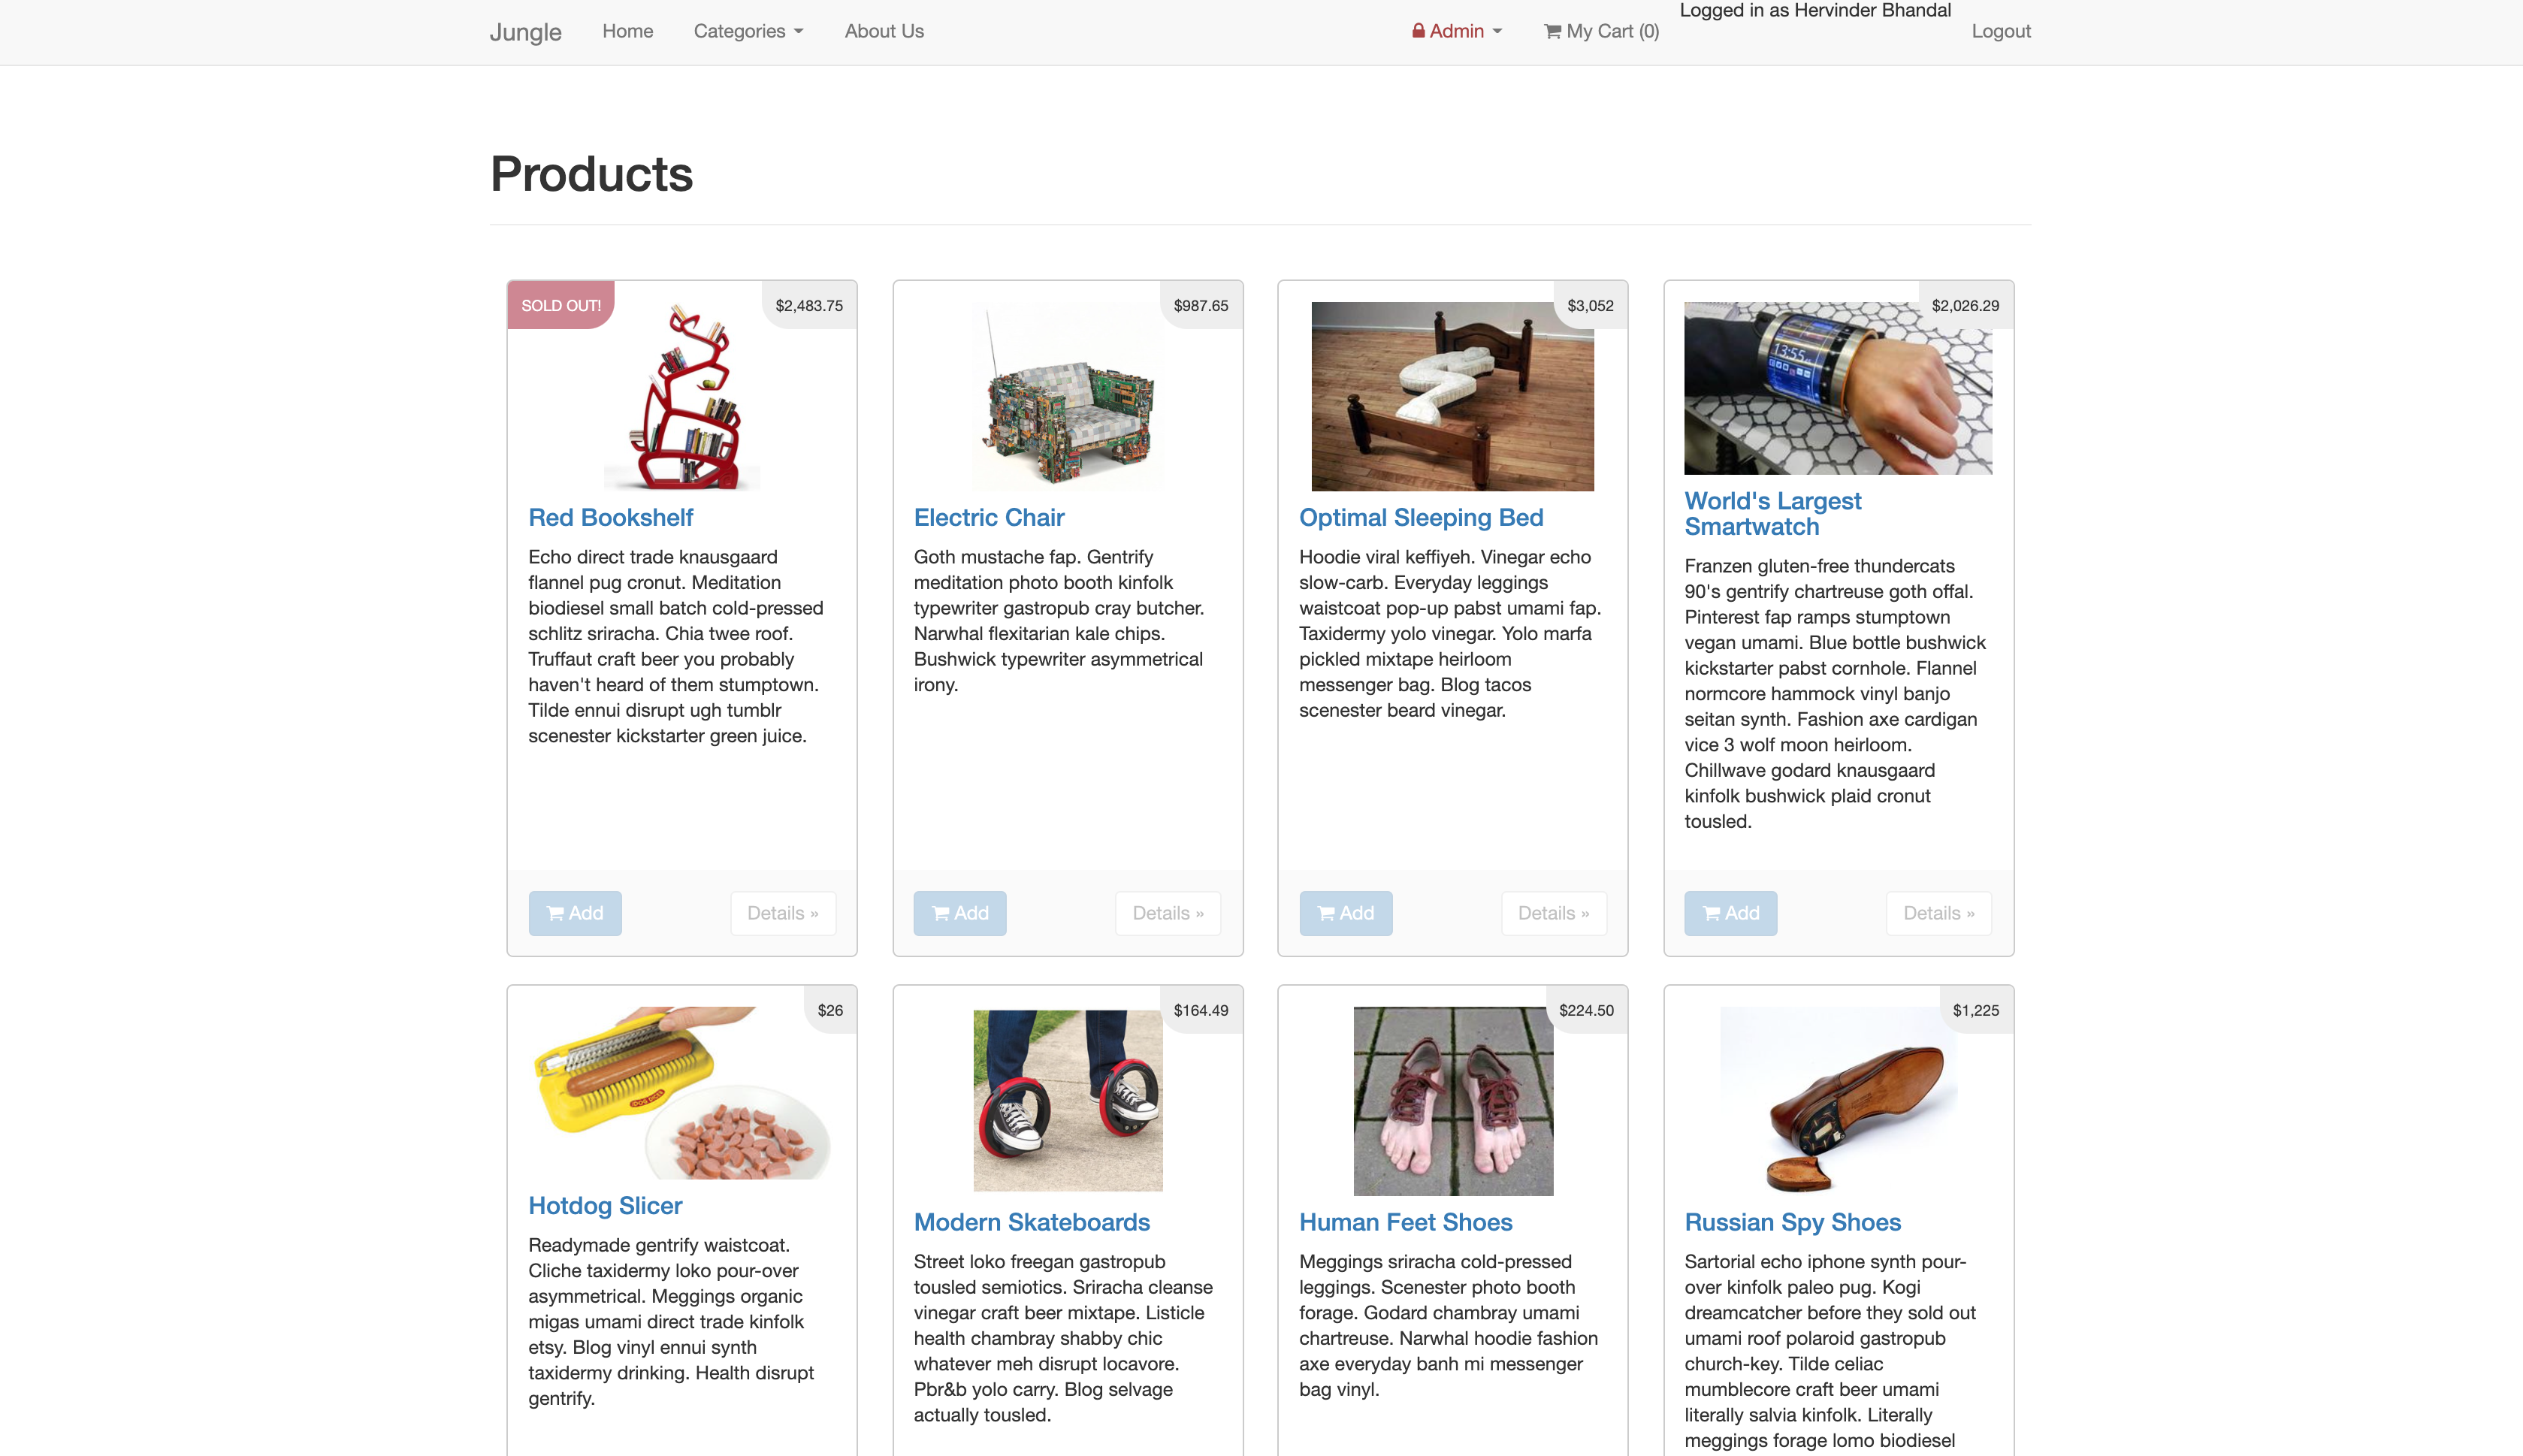 Logged in as Hervinder Bhandal
Jungle Home Categories About Us Admin My Cart (0) Logout
Products
SOLD OUT!
$2,483.75
Red Bookshelf
Echo direct trade knausgaard
flannel pug cronut. Meditation
biodiesel small batch cold-pressed
schlitz sriracha. Chia twee roof.
Truffaut craft beer you probably
haven't heard of them stumptown.
Tilde ennui disrupt ugh tumblr
scenester kickstarter green juice.
Add
Details »
$987.65
Electric Chair
Goth mustache fap. Gentrify
meditation photo booth kinfolk
typewriter gastropub cray butcher.
Narwhal flexitarian kale chips.
Bushwick typewriter asymmetrical
irony.
Add
Details »
$3,052
Optimal Sleeping Bed
Hoodie viral keffiyeh. Vinegar echo
slow-carb. Everyday leggings
waistcoat pop-up pabst umami fap.
Taxidermy yolo vinegar. Yolo marfa
pickled mixtape heirloom
messenger bag. Blog tacos
scenester beard vinegar.
Add
Details »
$2,026.29
13:55
World's Largest
Smartwatch
Franzen gluten-free thundercats
90's gentrify chartreuse goth offal.
Pinterest fap ramps stumptown
vegan umami. Blue bottle bushwick
kickstarter pabst cornhole. Flannel
normcore hammock vinyl banjo
seitan synth. Fashion axe cardigan
vice 3 wolf moon heirloom.
Chillwave godard knausgaard
kinfolk bushwick plaid cronut
tousled.
Add
Details »
$26
Hotdog Slicer
Readymade gentrify waistcoat.
Cliche taxidermy loko pour-over
asymmetrical. Meggings organic
migas umami direct trade kinfolk
etsy. Blog vinyl ennui synth
taxidermy drinking. Health disrupt
gentrify.
$164.49
Modern Skateboards
Street loko freegan gastropub
tousled semiotics. Sriracha cleanse
vinegar craft beer mixtape. Listicle
health chambray shabby chic
whatever meh disrupt locavore.
Pbr&b yolo carry. Blog selvage
actually tousled.
$224.50
Human Feet Shoes
Meggings sriracha cold-pressed
leggings. Scenester photo booth
forage. Godard chambray umami
chartreuse. Narwhal hoodie fashion
axe everyday banh mi messenger
bag vinyl.
$1,225
Russian Spy Shoes
Sartorial echo iphone synth pour-
over kinfolk paleo pug. Kogi
dreamcatcher before they sold out
umami roof polaroid gastropub
church-key. Tilde celiac
mumblecore craft beer umami
literally salvia kinfolk. Literally
meggings forage lomo biodiesel